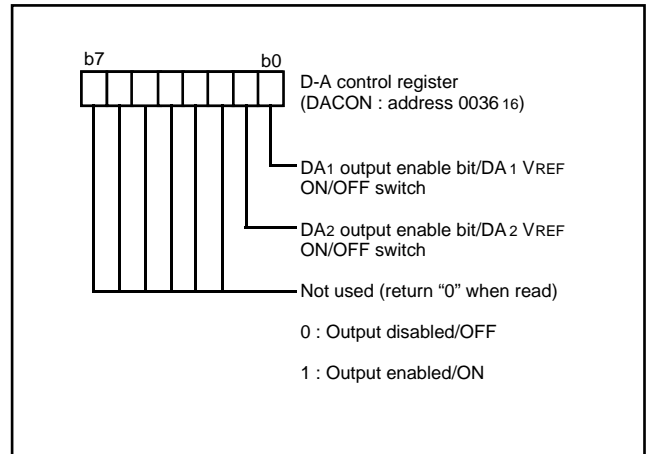 b7 b0
D-A control register
(DACON : address 0036 16)
DA1 output enable bit/DA 1 VREF
ON/OFF switch
DA2 output enable bit/DA 2 VREF
ON/OFF switch
Not used (return “0” when read)
0 : Output disabled/OFF
1 : Output enabled/ON